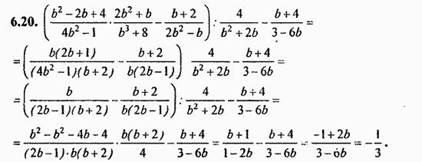 6.20. ((b²-2b+4)/(4b²-1) · (2b²+b)/(b³+8) - (b+2)/(2b²-b)) : 4/(b²+2b) - (b+4)/(3-6b) =
= (b(2b+1)/((4b²-1)(b+2)) - (b+2)/(b(2b-1))) 4/(b²+2b) - (b+4)/(3-6b) =
= (b/((2b-1)(b+2)) - (b+2)/(b(2b-1))) : 4/(b²+2b) - (b+4)/(3-6b) =
= (b²-b²-4b-4)/((2b-1)·b(b+2)) · b(b+2)/4 - (b+4)/(3-6b) = (b+1)/(1-2b) - (b+4)/(3-6b) = (-1+2b)/(3-6b) = -1/3.